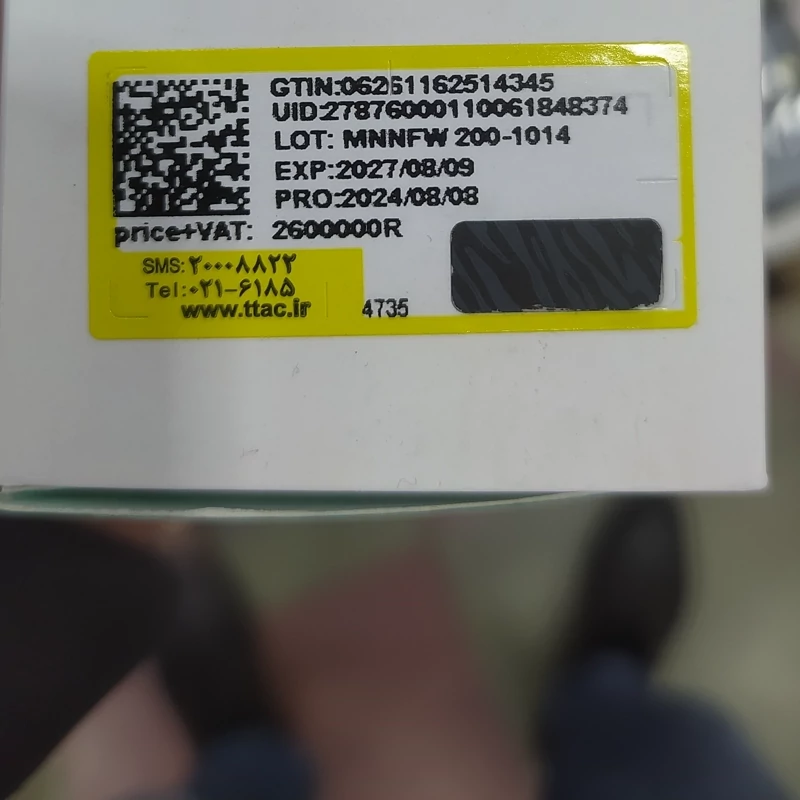 GTIN:06261162514345
UID:27876000110061848374
LOT: MNNFW 200-1014
EXP:2027/08/09
PRO:2024/08/08
price+VAT: 2600000R
SMS:۲۰۰۰۸۸۲۲
Tel:۰۲۱-۶۱۸۵
www.ttac.ir
4735